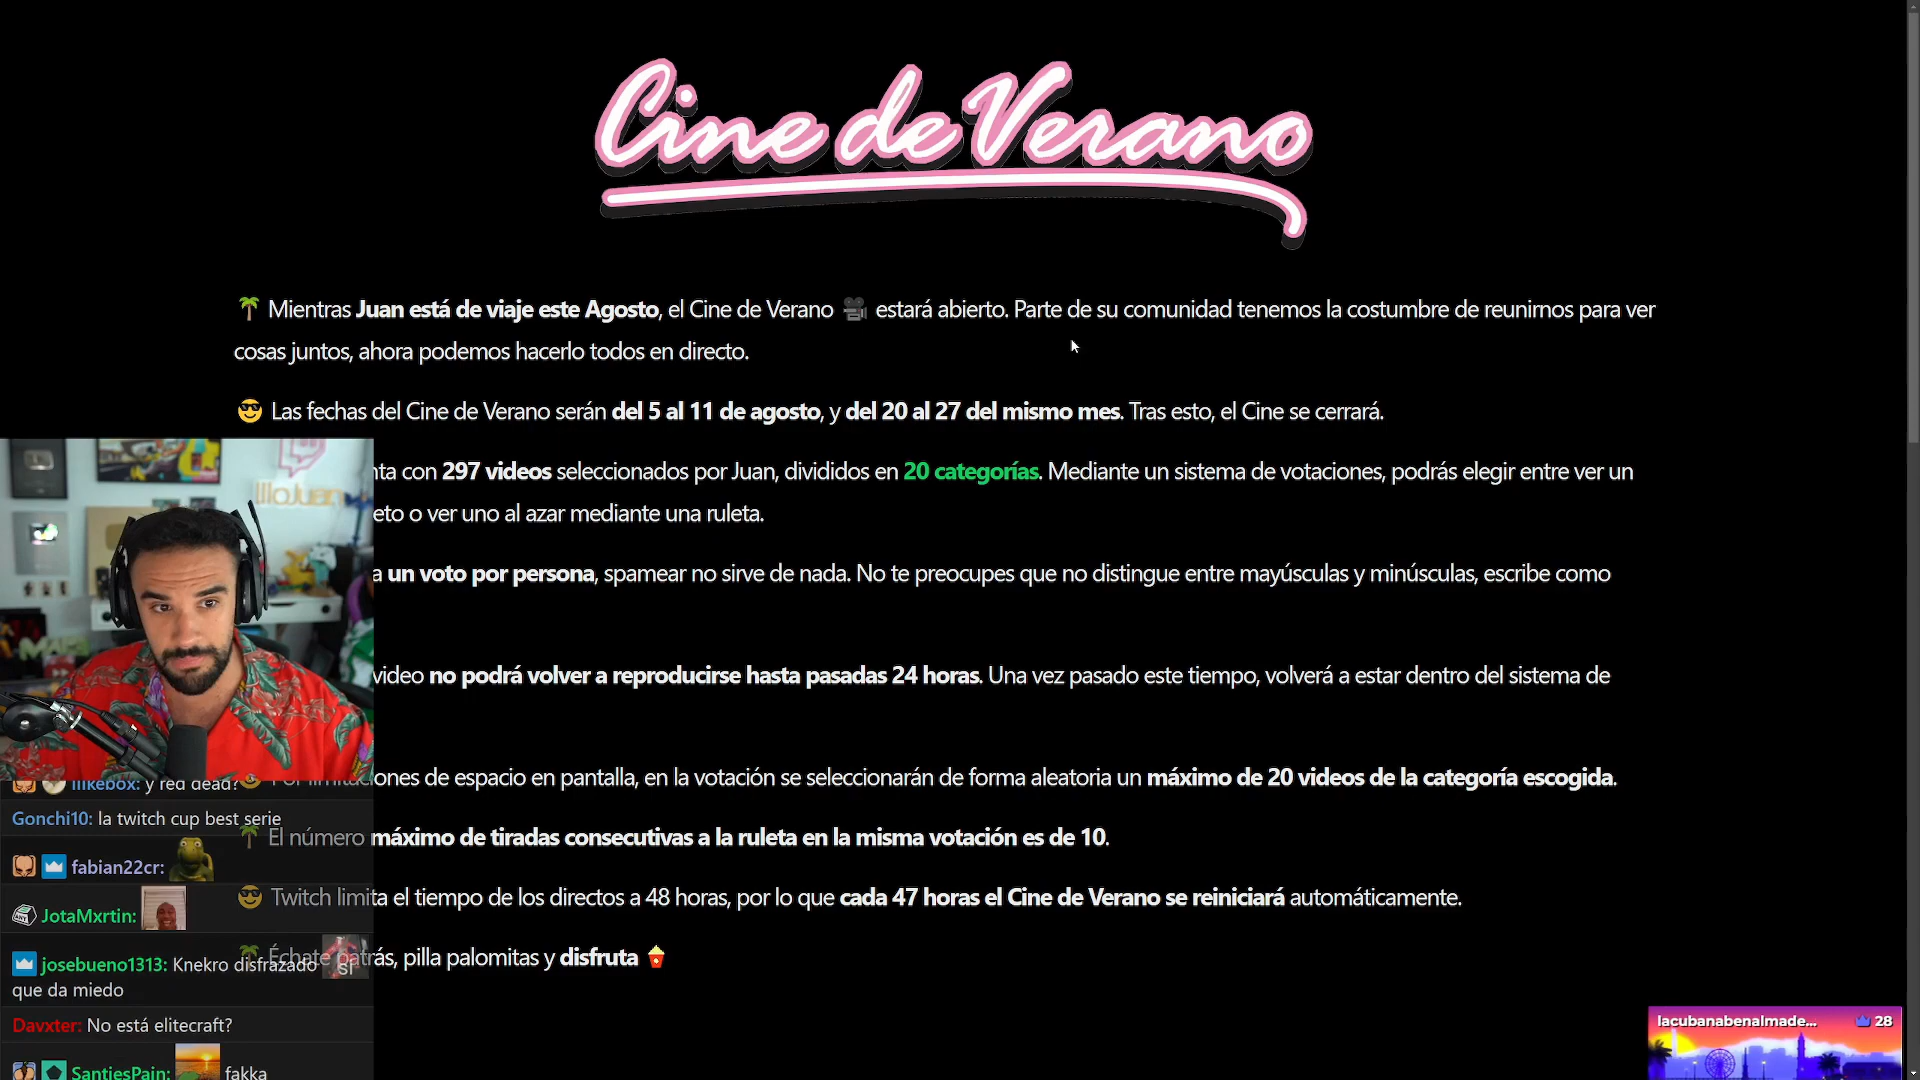 Cine de Verano
🌴 Mientras Juan está de viaje este Agosto, el Cine de Verano 🎥 estará abierto. Parte de su comunidad tenemos la costumbre de reunirnos para ver
cosas juntos, ahora podemos hacerlo todos en directo.
😎 Las fechas del Cine de Verano serán del 5 al 11 de agosto, y del 20 al 27 del mismo mes. Tras esto, el Cine se cerrará.
nta con 297 videos seleccionados por Juan, divididos en 20 categorías. Mediante un sistema de votaciones, podrás elegir entre ver un
eto o ver uno al azar mediante una ruleta.
a un voto por persona, spamear no sirve de nada. No te preocupes que no distingue entre mayúsculas y minúsculas, escribe como
video no podrá volver a reproducirse hasta pasadas 24 horas. Una vez pasado este tiempo, volverá a estar dentro del sistema de
😎 Por limitaciones de espacio en pantalla, en la votación se seleccionarán de forma aleatoria un máximo de 20 videos de la categoría escogida.
🌴 El número máximo de tiradas consecutivas a la ruleta en la misma votación es de 10.
😎 Twitch limita el tiempo de los directos a 48 horas, por lo que cada 47 horas el Cine de Verano se reiniciará automáticamente.
🌴 Échate patrás, pilla palomitas y disfruta 🍿
IlloJuan
y red dead?
Gonchi10: la twitch cup best serie
fabian22cr:
JotaMxrtin:
josebueno1313: Knekro disfrazado
SI
que da miedo
Davxter: No está elitecraft?
SantiesPain: fakka
lacubanabenalmade... 28